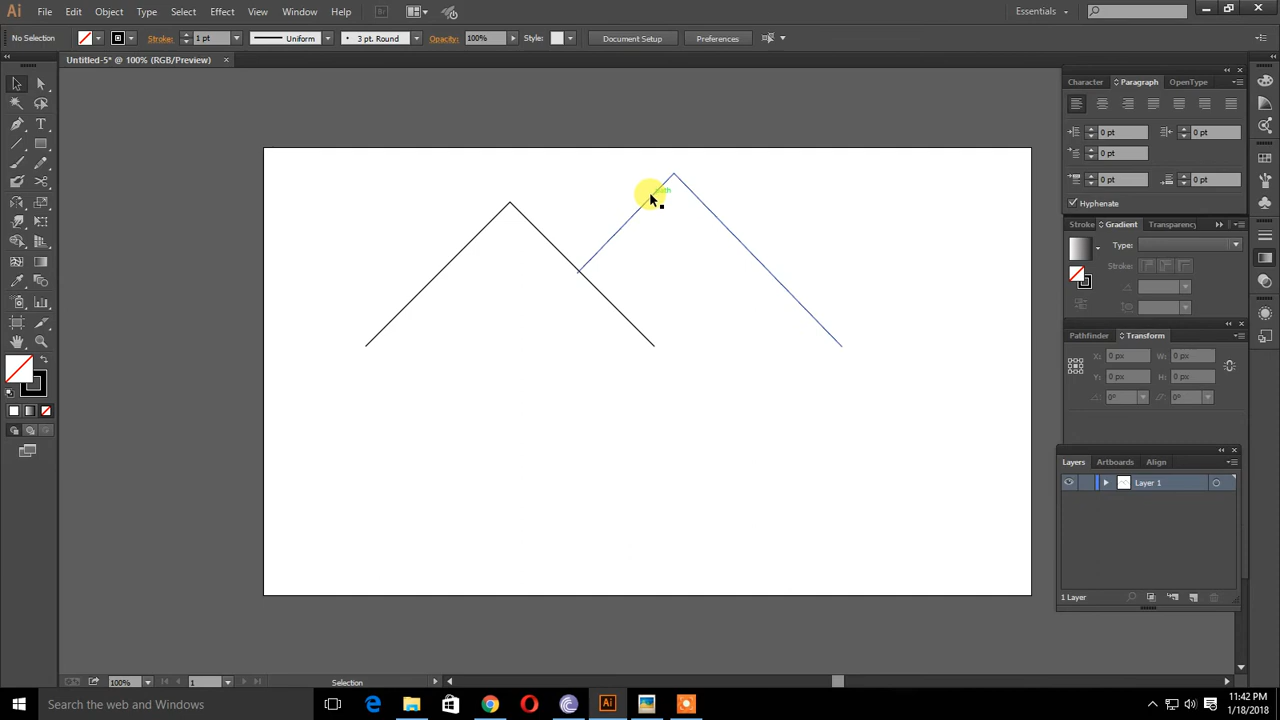 Ai File Edit Object Type Select Effect View Window Help Br Essentials
No Selection Stroke: 1 pt Uniform 3 pt. Round Opacity: 100% Style: Document Setup Preferences
Untitled-5* @ 100% (RGB/Preview)
Character Paragraph OpenType
0 pt 0 pt
0 pt
0 pt 0 pt
Hyphenate
Stroke Gradient Transparency
Type:
Stroke:
Pathfinder Transform
X: 0 px W: 0 px
Y: 0 px H: 0 px
0° 0°
path
Layers Artboards Align
Layer 1
1 Layer
100% 1 Selection
Search the web and Windows
Ai
11:42 PM
1/18/2018